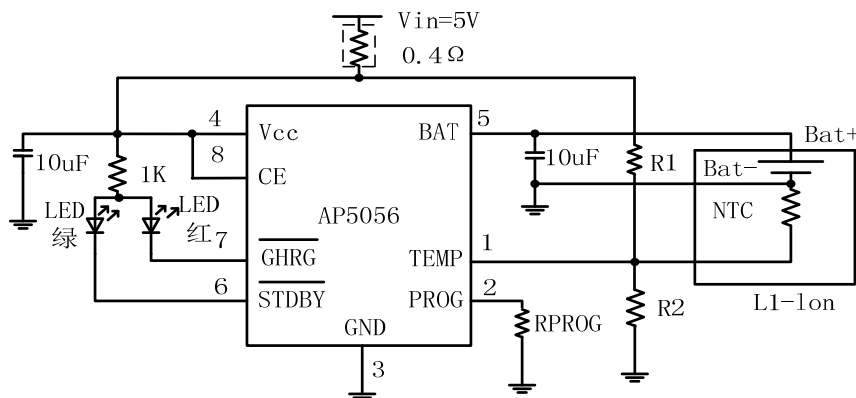 Vin=5V
0.4Ω
4
Vcc
BAT
5
Bat+
10uF
8
1K
CE
10uF
R1
Bat-
LED
绿
LED
红
AP5056
NTC
7
GHRG
TEMP
1
6
STDBY
PROG
2
RPROG
R2
L1-lon
GND
3